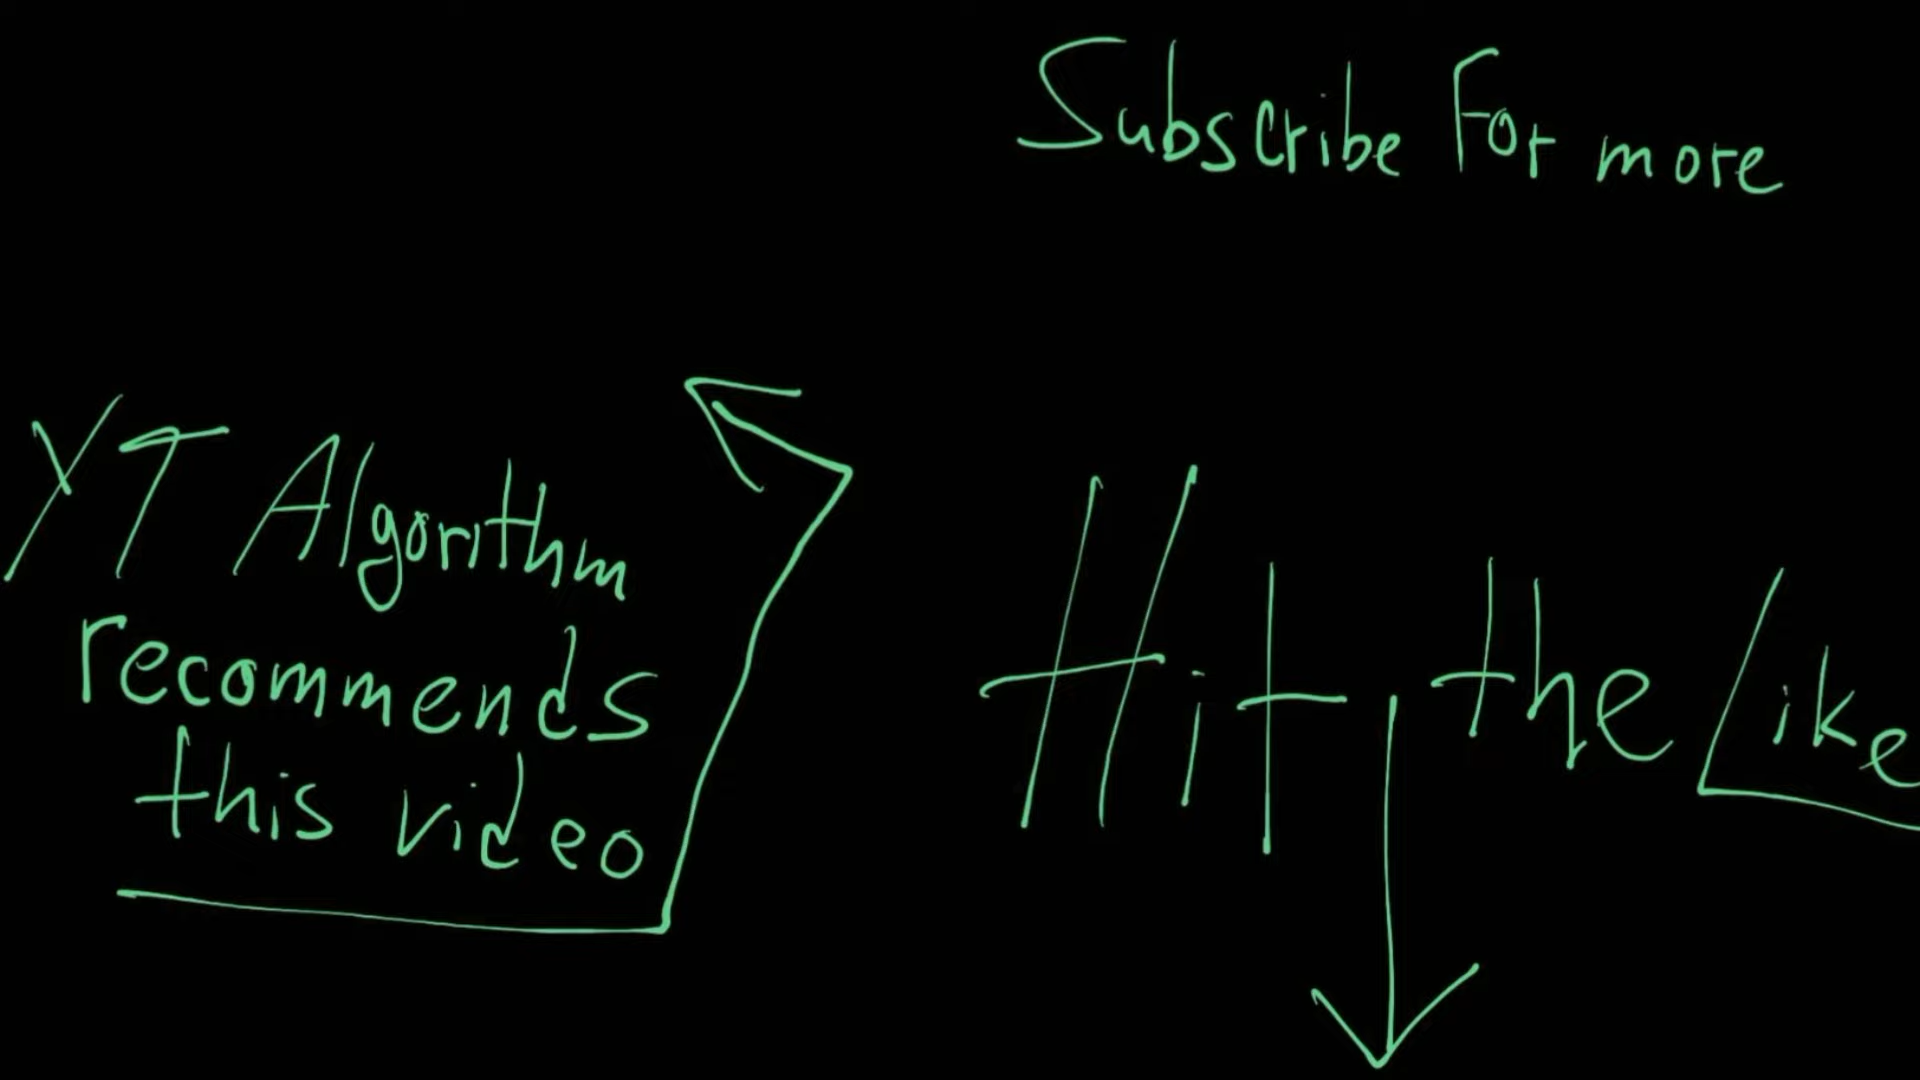 Subscribe For more
YT Algorithm
recommends
this video
Hit the Like